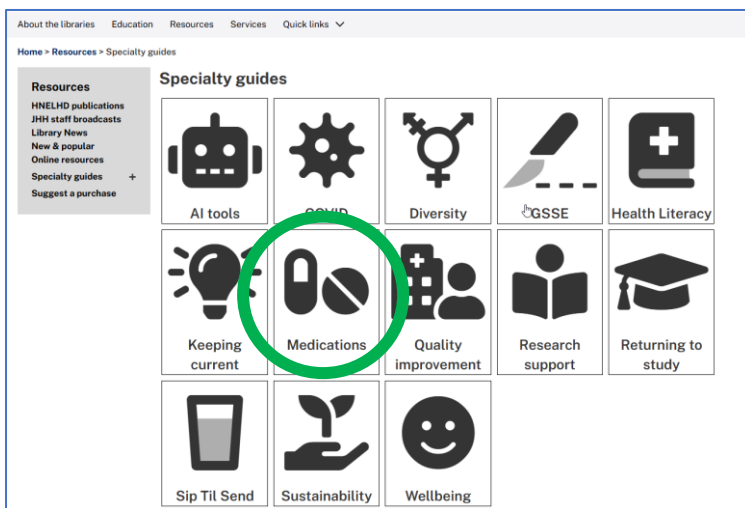 About the libraries Education Resources Services Quick links
Home > Resources > Specialty guides
Resources
HNELHD publications
JHH staff broadcasts
Library News
New & popular
Online resources
Specialty guides +
Suggest a purchase
Specialty guides
AI tools
COVID
Diversity
GSSE
Health Literacy
Keeping
current
Medications
Quality
improvement
Research
support
Returning to
study
Sip Til Send
Sustainability
Wellbeing